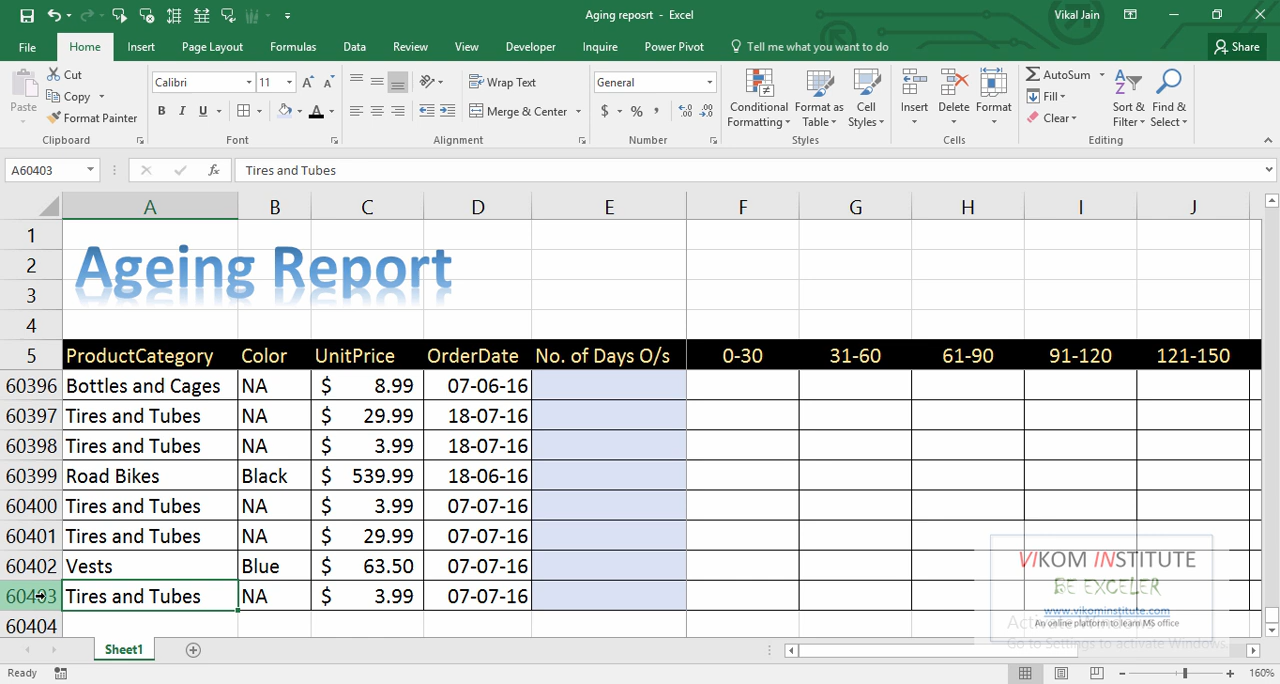 Aging reposrt - Excel
Vikal Jain
File Home Insert Page Layout Formulas Data Review View Developer Inquire Power Pivot Tell me what you want to do Share
Paste
Cut
Copy
Format Painter
Clipboard
Calibri 11
B I U
Font
Wrap Text
Merge & Center
Alignment
General
$ % ,
Number
Conditional Formatting
Format as Table
Cell Styles
Styles
Insert Delete Format
Cells
AutoSum
Fill
Clear
Sort & Filter
Find & Select
Editing
A60403 fx Tires and Tubes
A B C D E F G H I J
1
2
3
Ageing Report
4
5 ProductCategory Color UnitPrice OrderDate No. of Days O/s 0-30 31-60 61-90 91-120 121-150
60396 Bottles and Cages NA $ 8.99 07-06-16
60397 Tires and Tubes NA $ 29.99 18-07-16
60398 Tires and Tubes NA $ 3.99 18-07-16
60399 Road Bikes Black $ 539.99 18-06-16
60400 Tires and Tubes NA $ 3.99 07-07-16
60401 Tires and Tubes NA $ 29.99 07-07-16
60402 Vests Blue $ 63.50 07-07-16
60403 Tires and Tubes NA $ 3.99 07-07-16
60404
VIKOM INSTITUTE
BE EXCELER
www.vikominstitute.com
An online platform to learn MS office
Go to Settings to activate Windows.
Sheet1
Ready
160%